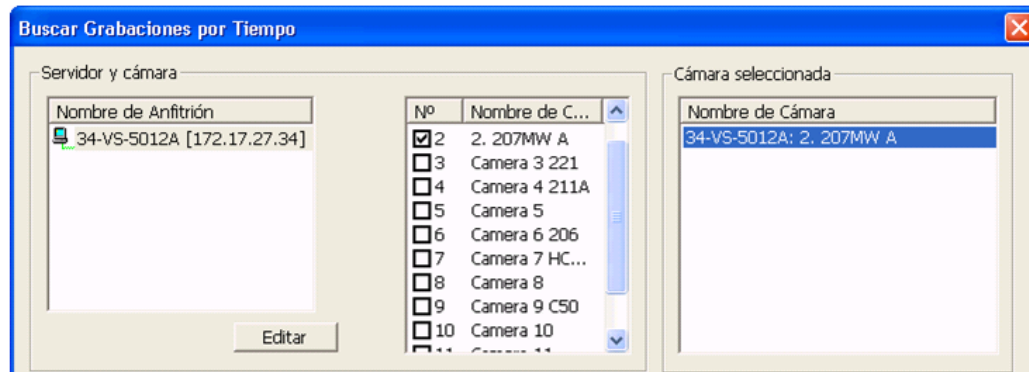 Buscar Grabaciones por Tiempo
Servidor y cámara
Nombre de Anfitrión
34-VS-5012A [172.17.27.34]
Editar
Nº Nombre de C...
2 2. 207MW A
3 Camera 3 221
4 Camera 4 211A
5 Camera 5
6 Camera 6 206
7 Camera 7 HC...
8 Camera 8
9 Camera 9 C50
10 Camera 10
Cámara seleccionada
Nombre de Cámara
34-VS-5012A: 2. 207MW A